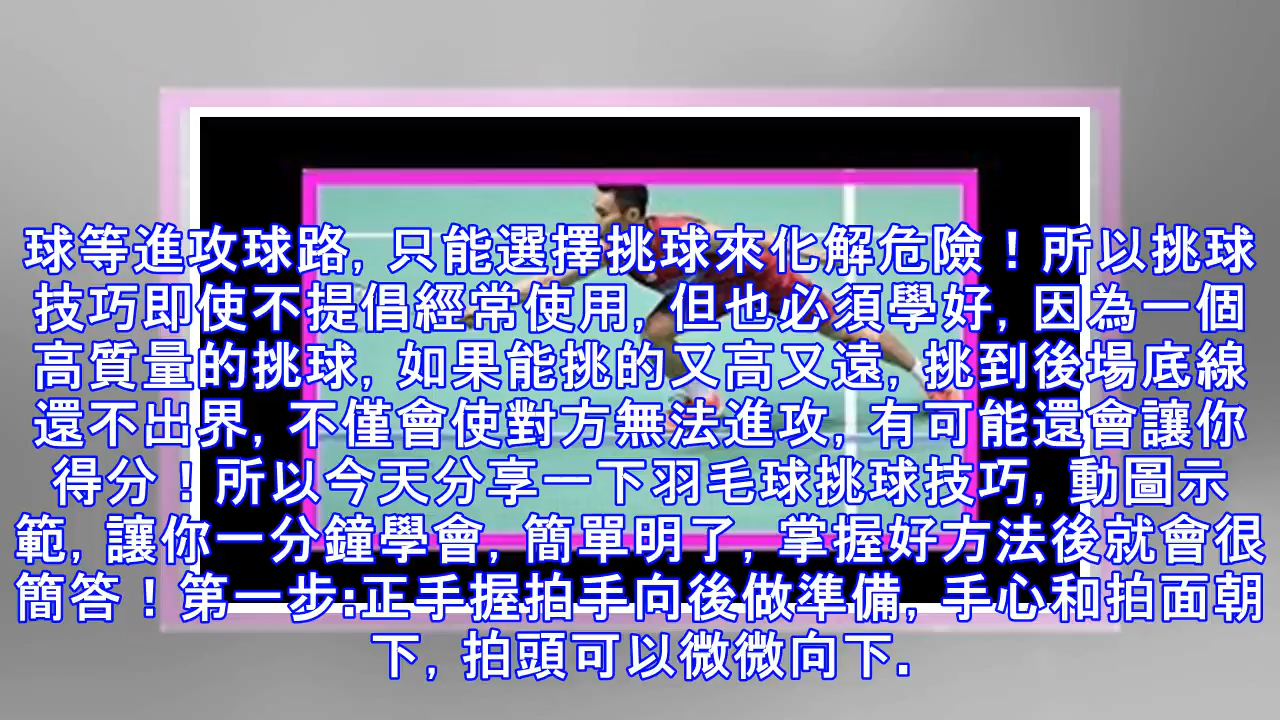 球等進攻球路, 只能選擇挑球來化解危險！所以挑球
技巧即使不提倡經常使用, 但也必須學好, 因為一個
高質量的挑球, 如果能挑的又高又遠, 挑到後場底線
還不出界, 不僅會使對方無法進攻, 有可能還會讓你
得分！所以今天分享一下羽毛球挑球技巧, 動圖示
範, 讓你一分鐘學會, 簡單明了, 掌握好方法後就會很
簡答！第一步:正手握拍手向後做準備, 手心和拍面朝
下, 拍頭可以微微向下.